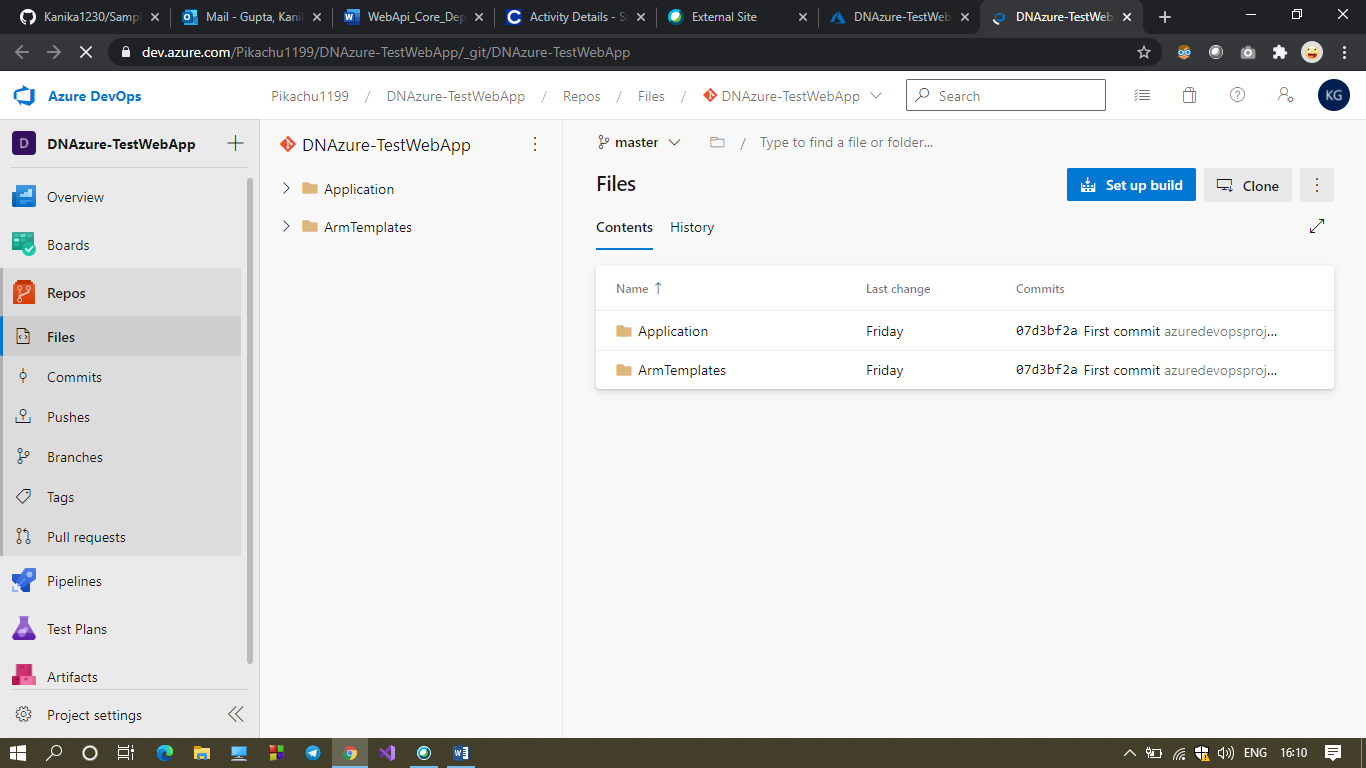 Kanika1230/Sampl
Mail - Gupta, Kanik
WebApi_Core_Dep
Activity Details - S
External Site
DNAzure-TestWeb
DNAzure-TestWeb
dev.azure.com/Pikachu1199/DNAzure-TestWebApp/_git/DNAzure-TestWebApp
Azure DevOps
Pikachu1199 / DNAzure-TestWebApp / Repos / Files / DNAzure-TestWebApp
Search
KG
D DNAzure-TestWebApp
Overview
Boards
Repos
Files
Commits
Pushes
Branches
Tags
Pull requests
Pipelines
Test Plans
Artifacts
Project settings
DNAzure-TestWebApp
Application
ArmTemplates
master / Type to find a file or folder...
Files
Set up build
Clone
Contents History
Name Last change Commits
Application Friday 07d3bf2a First commit azuredevopsproj...
ArmTemplates Friday 07d3bf2a First commit azuredevopsproj...
ENG 16:10